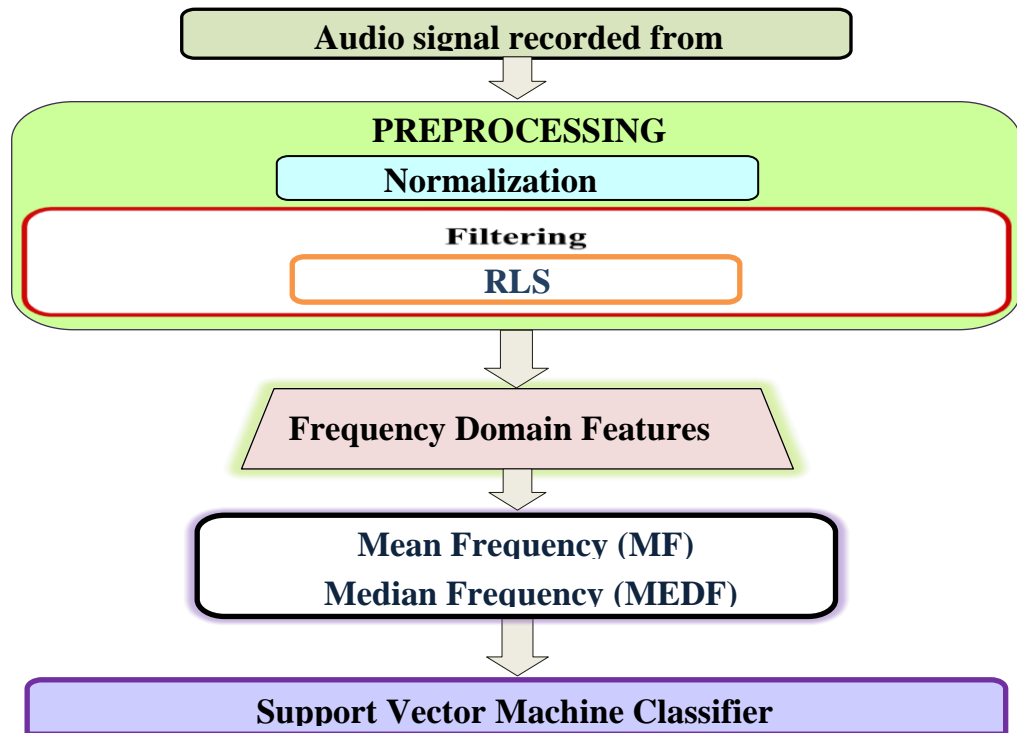 Audio signal recorded from
PREPROCESSING
Normalization
Filtering
RLS
Frequency Domain Features
Mean Frequency (MF)
Median Frequency (MEDF)
Support Vector Machine Classifier